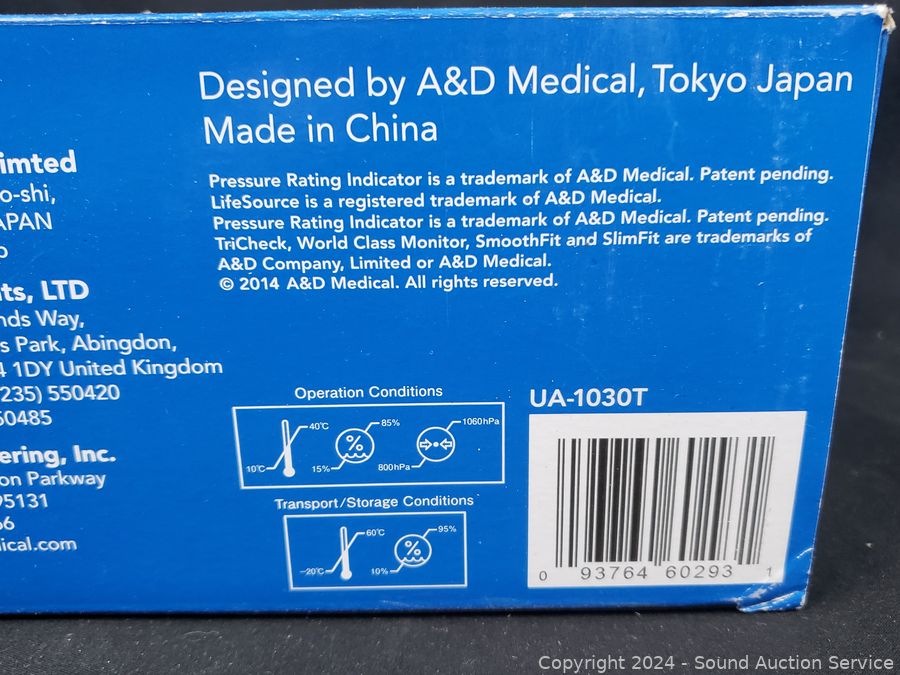 Designed by A&D Medical, Tokyo Japan
Made in China
Pressure Rating Indicator is a trademark of A&D Medical. Patent pending.
LifeSource is a registered trademark of A&D Medical.
Pressure Rating Indicator is a trademark of A&D Medical. Patent pending.
TriCheck, World Class Monitor, SmoothFit and SlimFit are trademarks of
A&D Company, Limited or A&D Medical.
© 2014 A&D Medical. All rights reserved.
imted
o-shi,
APAN
ts, LTD
nds Way,
s Park, Abingdon,
4 1DY United Kingdom
235) 550420
50485
ering, Inc.
on Parkway
95131
66
ical.com
Operation Conditions
40℃ 85% 1060hPa
10℃ 15% 800hPa
Transport/Storage Conditions
60℃ 95%
-20℃ 10%
UA-1030T
0 93764 60293 1
Copyright 2024 - Sound Auction Service